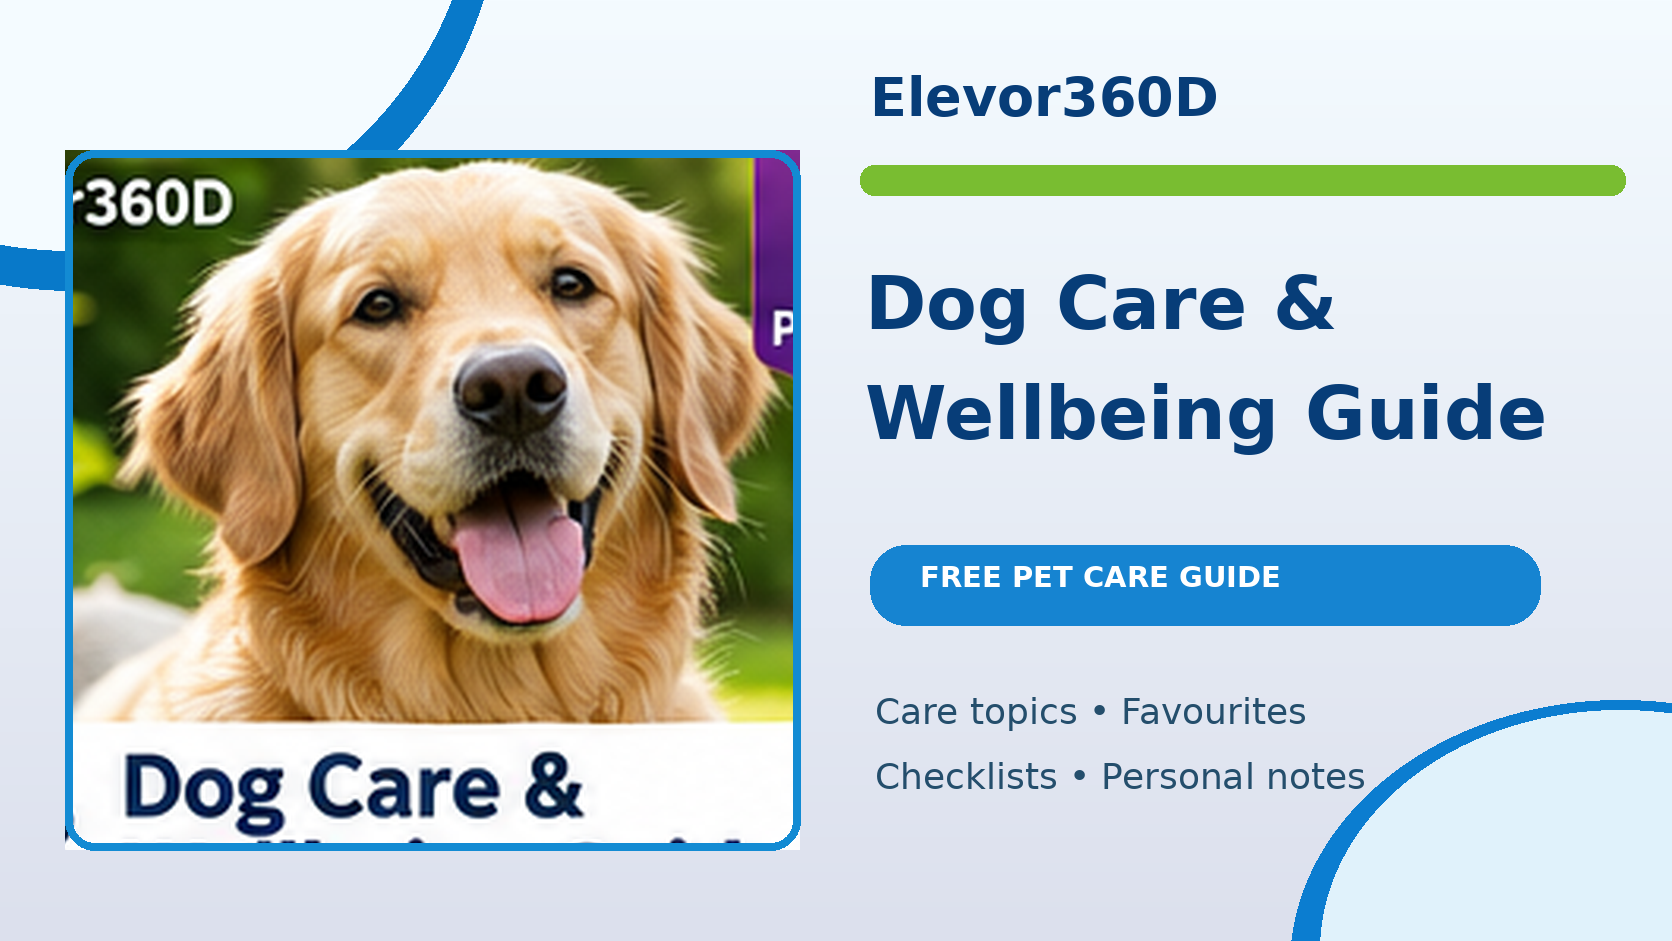 Elevor360D
r360D
P
Dog Care &
Wellbeing Guide
FREE PET CARE GUIDE
Care topics • Favourites
Checklists • Personal notes
Dog Care &